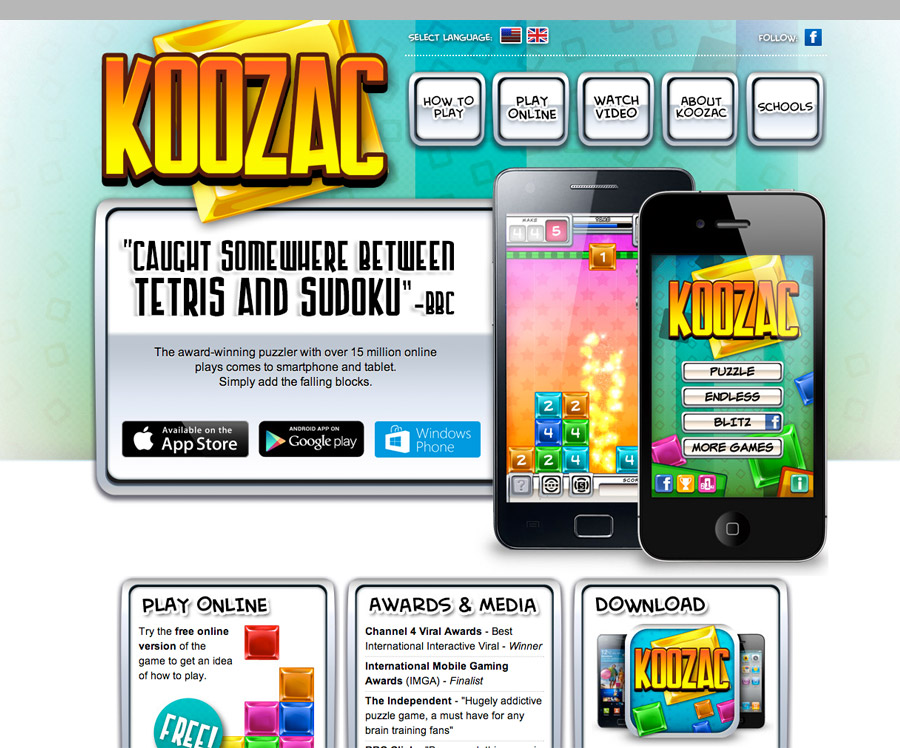 KOOZAC
SELECT LANGUAGE:
FOLLOW:
f
HOW TO
PLAY
PLAY
ONLINE
WATCH
VIDEO
ABOUT
KOOZAC
SCHOOLS
"CAUGHT SOMEWHERE BETWEEN
TETRIS AND SUDOKU" -BBC
The award-winning puzzler with over 15 million online
plays comes to smartphone and tablet.
Simply add the falling blocks.
Available on the
App Store
ANDROID APP ON
Google play
Windows
Phone
MAKE
4 4 5
1
2 2
4 4
2 2 4 4
?
KOOZAC
PUZZLE
ENDLESS
BLITZ f
MORE GAMES
f
i
PLAY ONLINE
Try the free online
version of the
game to get an idea
of how to play.
FREE!
AWARDS & MEDIA
Channel 4 Viral Awards - Best
International Interactive Viral - Winner
International Mobile Gaming
Awards (IMGA) - Finalist
The Independent - "Hugely addictive
puzzle game, a must have for any
brain training fans"
DOWNLOAD
KOOZAC